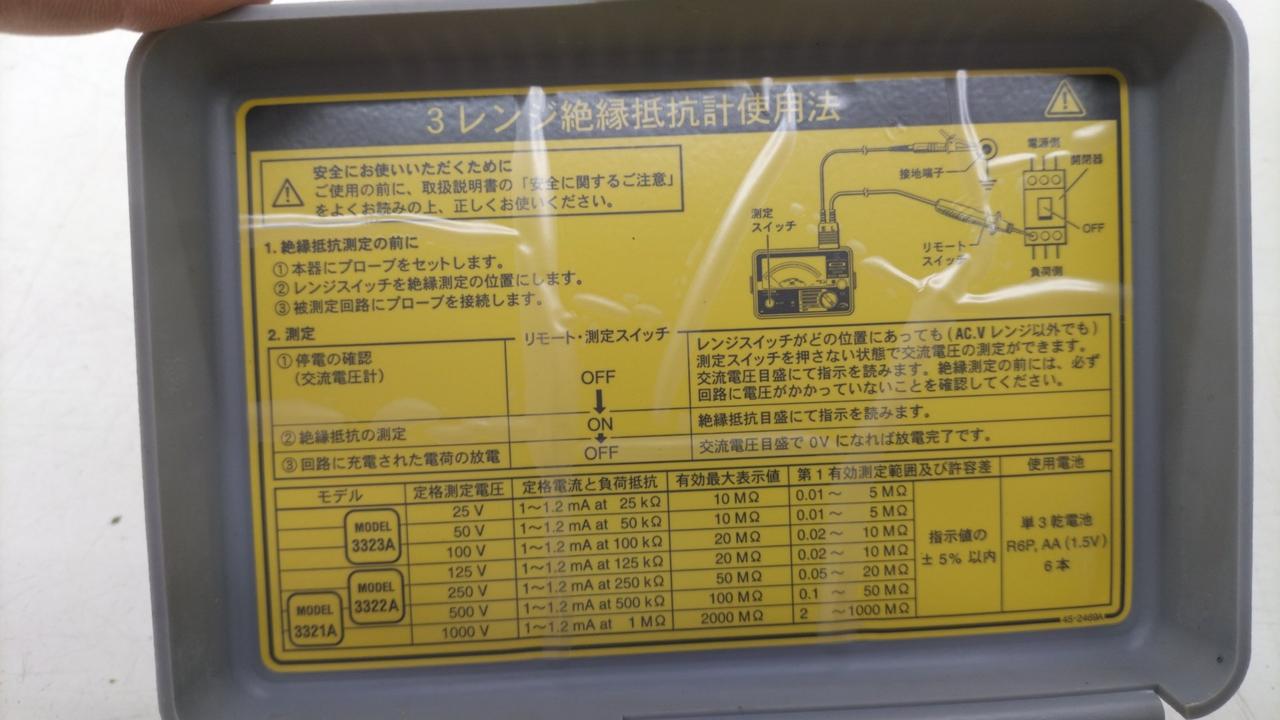 3レンジ絶縁抵抗計使用法
安全にお使いいただくために
ご使用の前に、取扱説明書の「安全に関するご注意」
をよくお読みの上、正しくお使いください。
電源側
開閉器
接地端子
OFF
測定
スイッチ
リモート
スイッチ
負荷側
1. 絶縁抵抗測定の前に
①本器にプローブをセットします。
②レンジスイッチを絶縁測定の位置にします。
③被測定回路にプローブを接続します。
2. 測定
リモート・測定スイッチ
①停電の確認
(交流電圧計)
OFF
レンジスイッチがどの位置にあっても(AC.Vレンジ以外でも)
測定スイッチを押さない状態で交流電圧の測定ができます。
交流電圧目盛にて指示を読みます。絶縁測定の前には、必ず
回路に電圧がかかっていないことを確認してください。
②絶縁抵抗の測定
ON
絶縁抵抗目盛にて指示を読みます。
③回路に充電された電荷の放電
OFF
交流電圧目盛で0Vになれば放電完了です。
モデル 定格測定電圧 定格電流と負荷抵抗 有効最大表示値 第1有効測定範囲及び許容差 使用電池
25 V 1〜1.2 mA at 25 kΩ 10 MΩ 0.01〜 5 MΩ
50 V 1〜1.2 mA at 50 kΩ 10 MΩ 0.01〜 5 MΩ
100 V 1〜1.2 mA at 100 kΩ 20 MΩ 0.02〜 10 MΩ
125 V 1〜1.2 mA at 125 kΩ 20 MΩ 0.02〜 10 MΩ
250 V 1〜1.2 mA at 250 kΩ 50 MΩ 0.05〜 20 MΩ
500 V 1〜1.2 mA at 500 kΩ 100 MΩ 0.1〜 50 MΩ
1000 V 1〜1.2 mA at 1 MΩ 2000 MΩ 2〜1000 MΩ
MODEL
3323A
MODEL
3322A
MODEL
3321A
指示値の
±5% 以内
単3乾電池
R6P, AA (1.5V)
6本
45-2469A